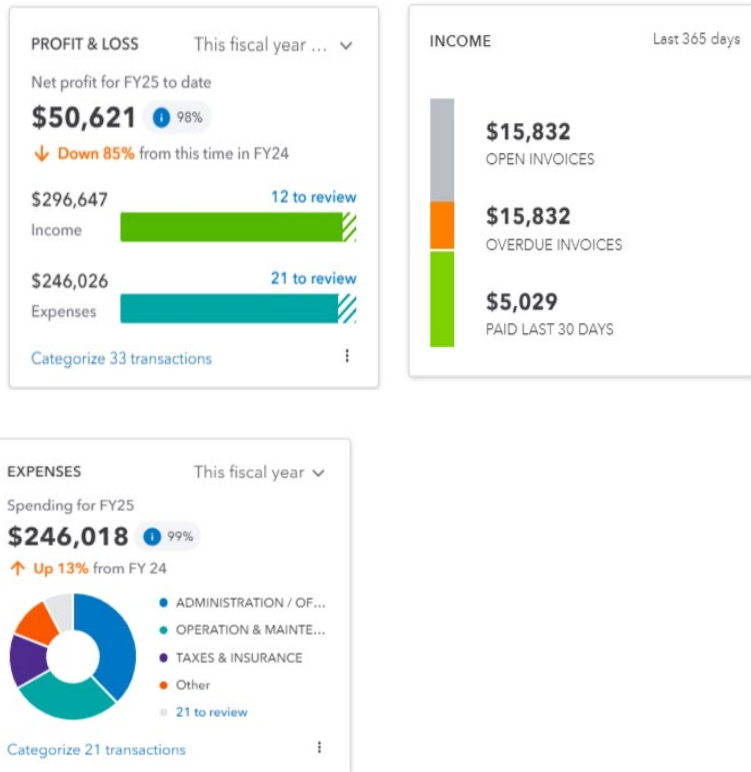 PROFIT & LOSS This fiscal year ...
Net profit for FY25 to date
$50,621 98%
Down 85% from this time in FY24
$296,647 12 to review
Income
$246,026 21 to review
Expenses
Categorize 33 transactions
INCOME Last 365 days
$15,832
OPEN INVOICES
$15,832
OVERDUE INVOICES
$5,029
PAID LAST 30 DAYS
EXPENSES This fiscal year
Spending for FY25
$246,018 99%
Up 13% from FY 24
ADMINISTRATION / OF...
OPERATION & MAINTE...
TAXES & INSURANCE
Other
21 to review
Categorize 21 transactions